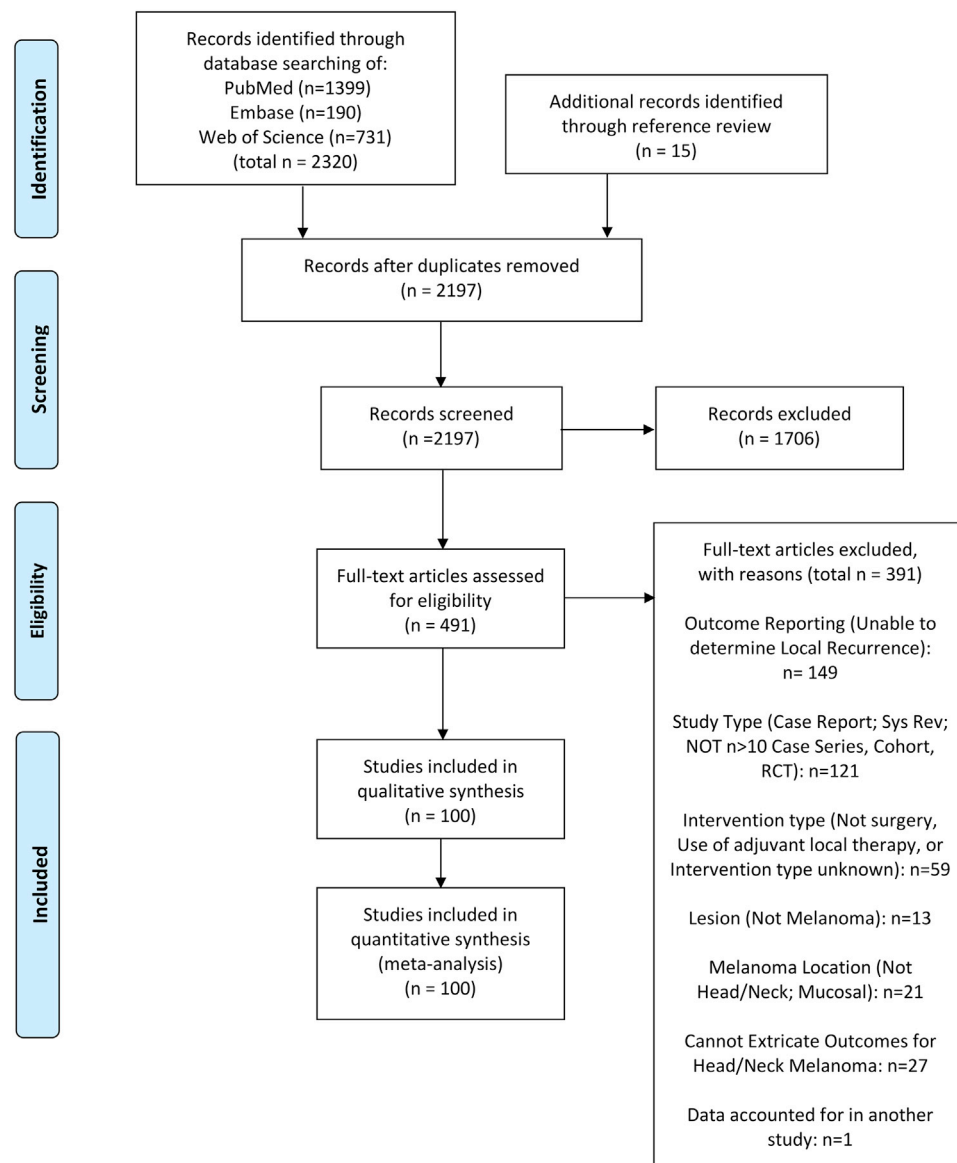 Identification
Records identified through
database searching of:
PubMed (n=1399)
Embase (n=190)
Web of Science (n=731)
(total n = 2320)
Additional records identified
through reference review
(n = 15)
Records after duplicates removed
(n = 2197)
Screening
Records screened
(n =2197)
Records excluded
(n = 1706)
Eligibility
Full-text articles assessed
for eligibility
(n = 491)
Full-text articles excluded,
with reasons (total n = 391)
Outcome Reporting (Unable to
determine Local Recurrence):
n= 149
Study Type (Case Report; Sys Rev;
NOT n>10 Case Series, Cohort,
RCT): n=121
Intervention type (Not surgery,
Use of adjuvant local therapy, or
Intervention type unknown): n=59
Lesion (Not Melanoma): n=13
Melanoma Location (Not
Head/Neck; Mucosal): n=21
Cannot Extricate Outcomes for
Head/Neck Melanoma: n=27
Data accounted for in another
study: n=1
Included
Studies included in
qualitative synthesis
(n = 100)
Studies included in
quantitative synthesis
(meta-analysis)
(n = 100)